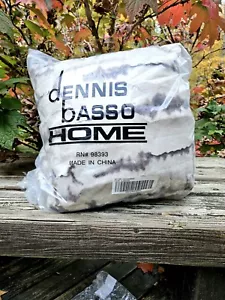 dENNIS
bASSO
HOME
RN# 98393
MADE IN CHINA